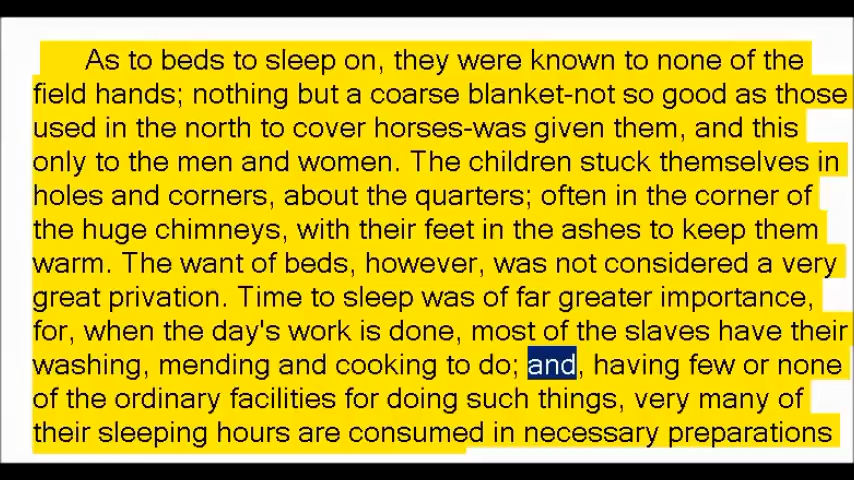 As to beds to sleep on, they were known to none of the
field hands; nothing but a coarse blanket-not so good as those
used in the north to cover horses-was given them, and this
only to the men and women. The children stuck themselves in
holes and corners, about the quarters; often in the corner of
the huge chimneys, with their feet in the ashes to keep them
warm. The want of beds, however, was not considered a very
great privation. Time to sleep was of far greater importance,
for, when the day's work is done, most of the slaves have their
washing, mending and cooking to do; and, having few or none
of the ordinary facilities for doing such things, very many of
their sleeping hours are consumed in necessary preparations